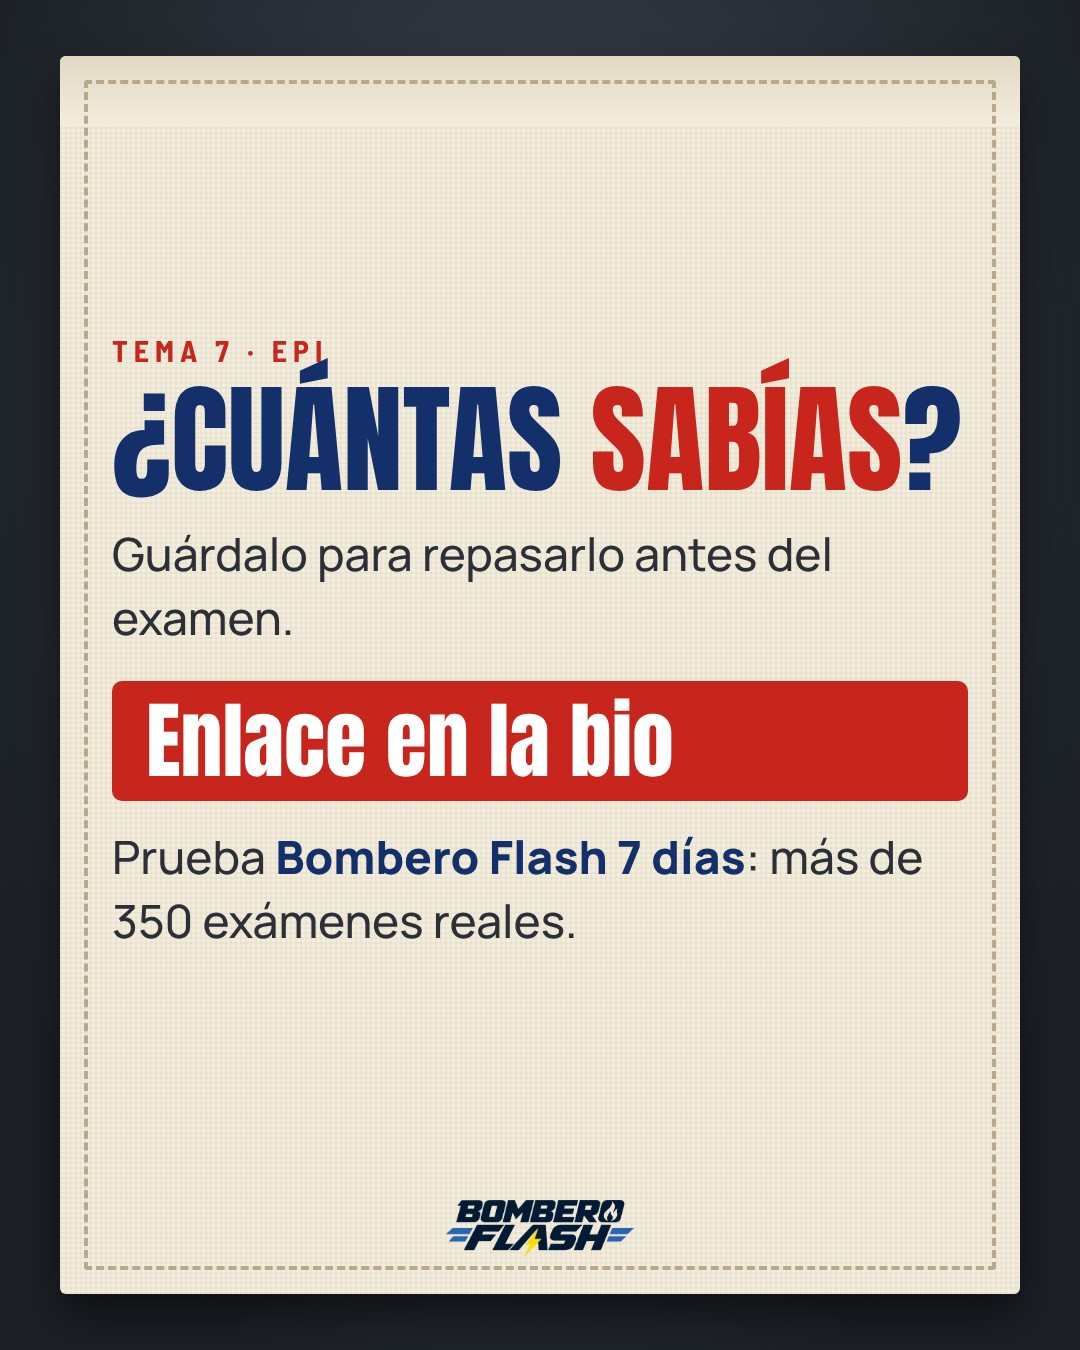 TEMA 7 · EPI
¿CUÁNTAS SABÍAS?
Guárdalo para repasarlo antes del
examen.
Enlace en la bio
Prueba Bombero Flash 7 días: más de
350 exámenes reales.
BOMBERO
FLASH